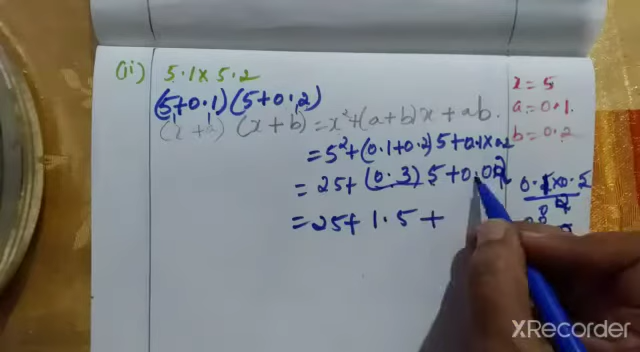 (ii) 5.1 x 5.2
(5+0.1) (5+0.2)
(x+a) (x+b) = x²+(a+b)x + ab.
= 5²+(0.1+0.2) 5+0.1x0.2
= 25+ (0.3) 5+0.02
= 25+ 1.5 +
x = 5
a = 0.1.
b = 0.2
XRecorder